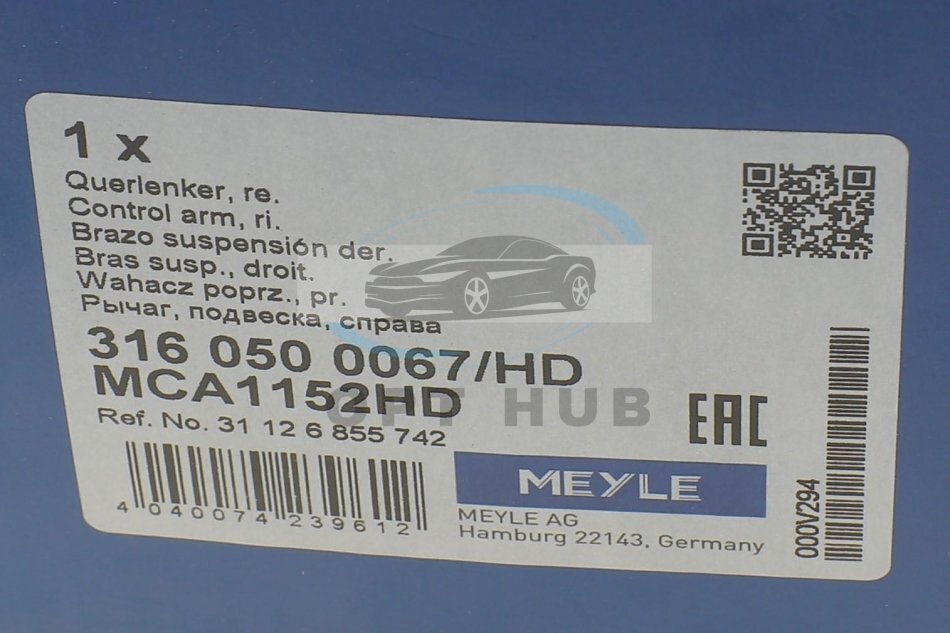 1 x
Querlenker, re.
Control arm, ri.
Brazo suspensión der.
Bras susp., droit.
Wahacz poprz., pr.
Рычаг, подвеска, справа
316 050 0067/HD
MCA1152HD
OPT HUB
Ref. No. 31 12 6 855 742
EAC
4 040074 239612
MEYLE
MEYLE AG
Hamburg 22143, Germany
000V294